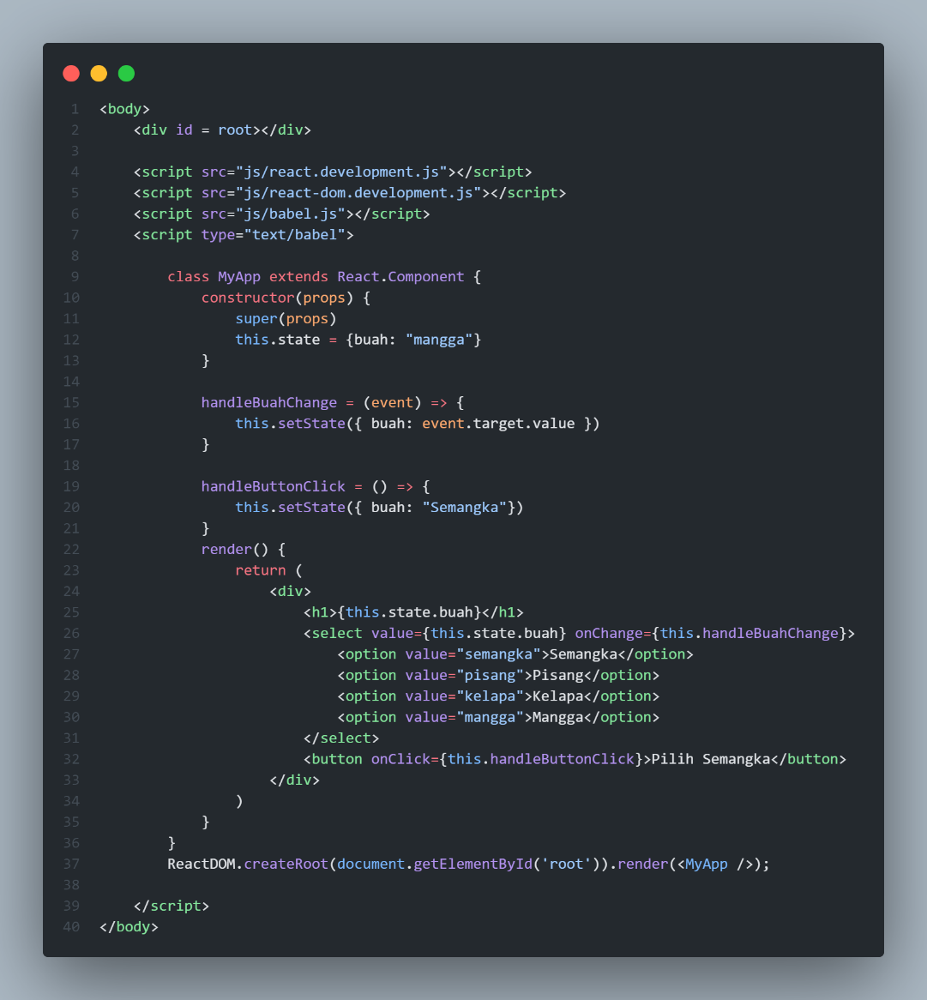 1 <body>
2     <div id = root></div>
3
4     <script src="js/react.development.js"></script>
5     <script src="js/react-dom.development.js"></script>
6     <script src="js/babel.js"></script>
7     <script type="text/babel">
8
9         class MyApp extends React.Component {
10             constructor(props) {
11                 super(props)
12                 this.state = {buah: "mangga"}
13             }
14
15             handleBuahChange = (event) => {
16                 this.setState({ buah: event.target.value })
17             }
18
19             handleButtonClick = () => {
20                 this.setState({ buah: "Semangka"})
21             }
22             render() {
23                 return (
24                     <div>
25                         <h1>{this.state.buah}</h1>
26                         <select value={this.state.buah} onChange={this.handleBuahChange}>
27                             <option value="semangka">Semangka</option>
28                             <option value="pisang">Pisang</option>
29                             <option value="kelapa">Kelapa</option>
30                             <option value="mangga">Mangga</option>
31                         </select>
32                         <button onClick={this.handleButtonClick}>Pilih Semangka</button>
33                     </div>
34                 )
35             }
36         }
37         ReactDOM.createRoot(document.getElementById('root')).render(<MyApp />);
38
39     </script>
40 </body>